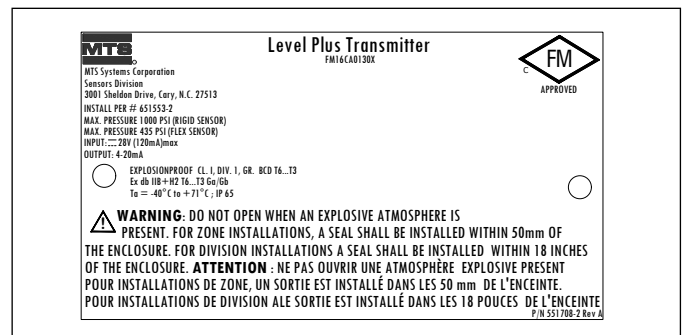 MTS
Level Plus Transmitter
FM16CA0130X
C FM
APPROVED
MTS Systems Corporation
Sensors Division
3001 Sheldon Drive, Cary, N.C. 27513
INSTALL PER # 651553-2
MAX. PRESSURE 1000 PSI (RIGID SENSOR)
MAX. PRESSURE 435 PSI (FLEX SENSOR)
INPUT: ⎓ 28V (120mA)max
OUTPUT: 4-20mA
EXPLOSIONPROOF CL. I, DIV. 1, GR. BCD T6...T3
Ex db IIB+H2 T6...T3 Ga/Gb
Ta = -40°C to +71°C ; IP 65
WARNING: DO NOT OPEN WHEN AN EXPLOSIVE ATMOSPHERE IS
PRESENT. FOR ZONE INSTALLATIONS, A SEAL SHALL BE INSTALLED WITHIN 50mm OF
THE ENCLOSURE. FOR DIVISION INSTALLATIONS A SEAL SHALL BE INSTALLED WITHIN 18 INCHES
OF THE ENCLOSURE. ATTENTION : NE PAS OUVRIR UNE ATMOSPHÈRE EXPLOSIVE PRESENT
POUR INSTALLATIONS DE ZONE, UN SORTIE EST INSTALLÉ DANS LES 50 mm DE L'ENCEINTE.
POUR INSTALLATIONS DE DIVISION ALE SORTIE EST INSTALLÉ DANS LES 18 POUCES DE L'ENCEINTE
P/N 551708-2 Rev A